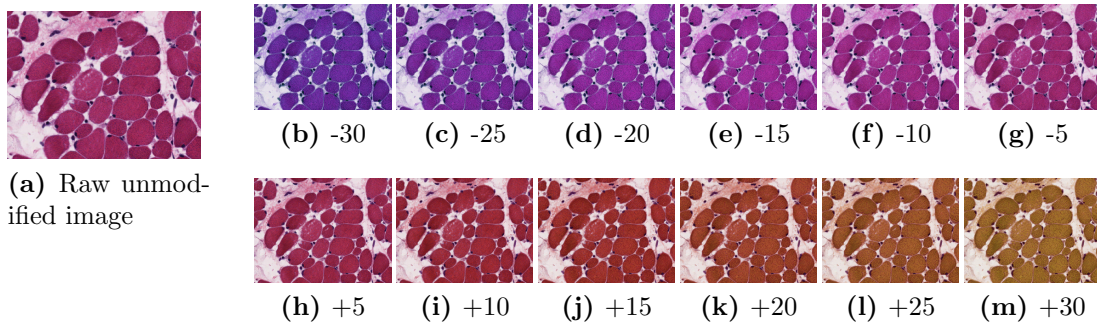 (a) Raw unmod-
ified image
(b) -30
(c) -25
(d) -20
(e) -15
(f) -10
(g) -5
(h) +5
(i) +10
(j) +15
(k) +20
(l) +25
(m) +30